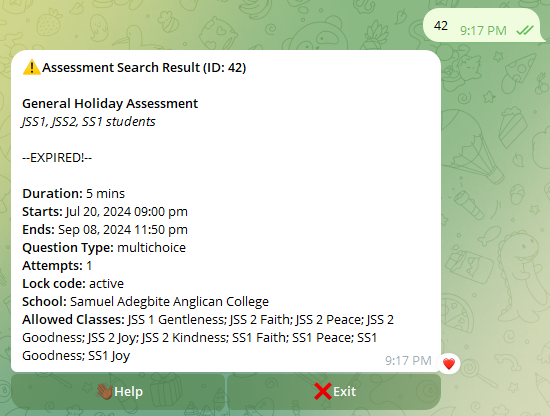 42 9:17 PM
⚠️Assessment Search Result (ID: 42)
General Holiday Assessment
JSS1, JSS2, SS1 students
--EXPIRED!--
Duration: 5 mins
Starts: Jul 20, 2024 09:00 pm
Ends: Sep 08, 2024 11:50 pm
Question Type: multichoice
Attempts: 1
Lock code: active
School: Samuel Adegbite Anglican College
Allowed Classes: JSS 1 Gentleness; JSS 2 Faith; JSS 2 Peace; JSS 2
Goodness; JSS 2 Joy; JSS 2 Kindness; SS1 Faith; SS1 Peace; SS1
Goodness; SS1 Joy
9:17 PM
Help
❌Exit